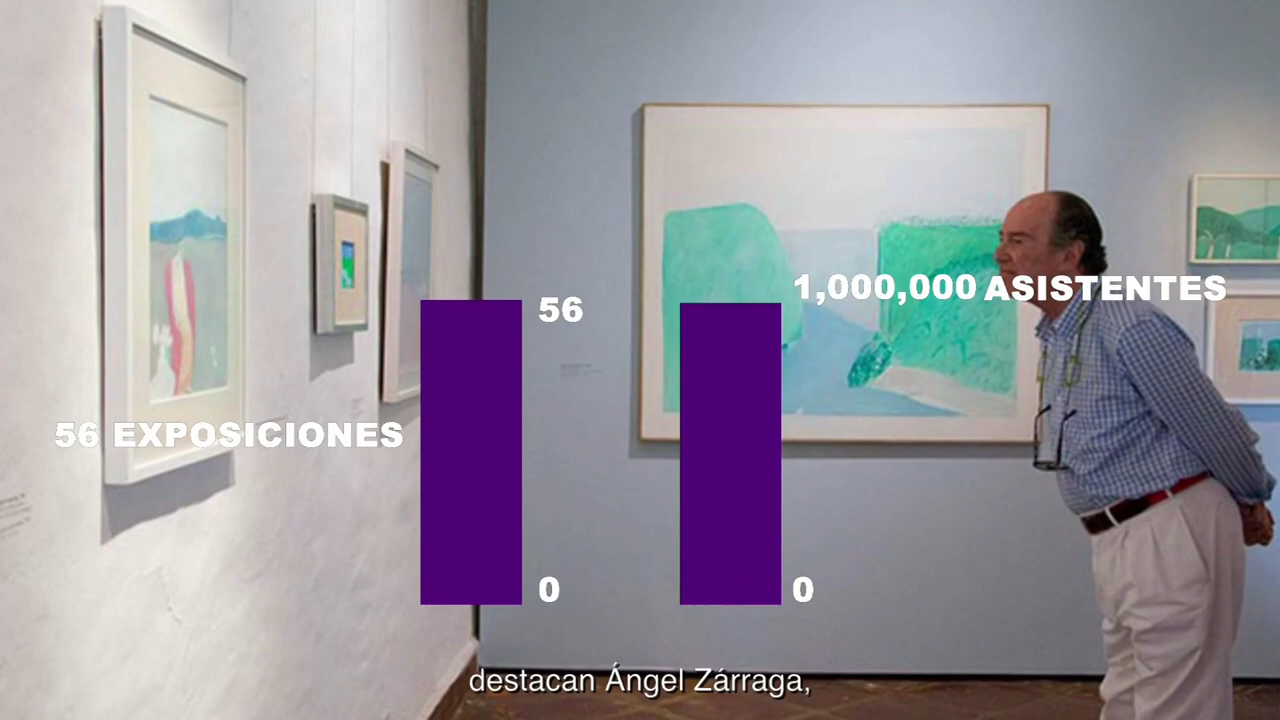 56
1,000,000 ASISTENTES
56 EXPOSICIONES
0
0
destacan Ángel Zárraga,